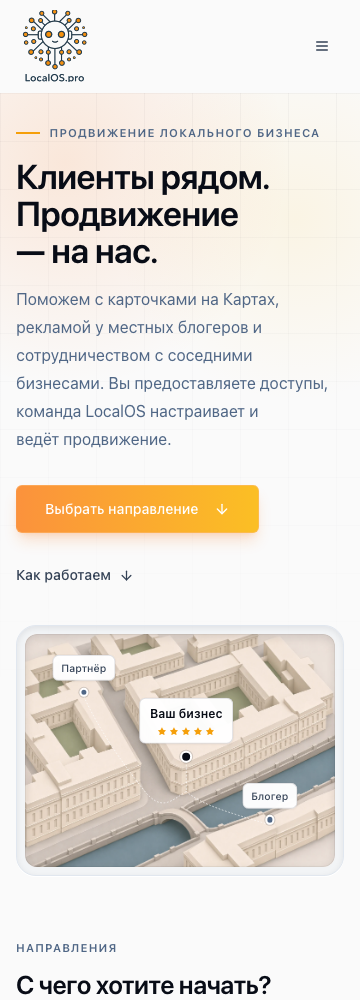 LocalOS.pro
ПРОДВИЖЕНИЕ ЛОКАЛЬНОГО БИЗНЕСА
Клиенты рядом.
Продвижение
— на нас.
Поможем с карточками на Картах,
рекламой у местных блогеров и
сотрудничеством с соседними
бизнесами. Вы предоставляете доступы,
команда LocalOS настраивает и
ведёт продвижение.
Выбрать направление ↓
Как работаем ↓
Партнёр
Ваш бизнес
★★★★★
Блогер
НАПРАВЛЕНИЯ
С чего хотите начать?